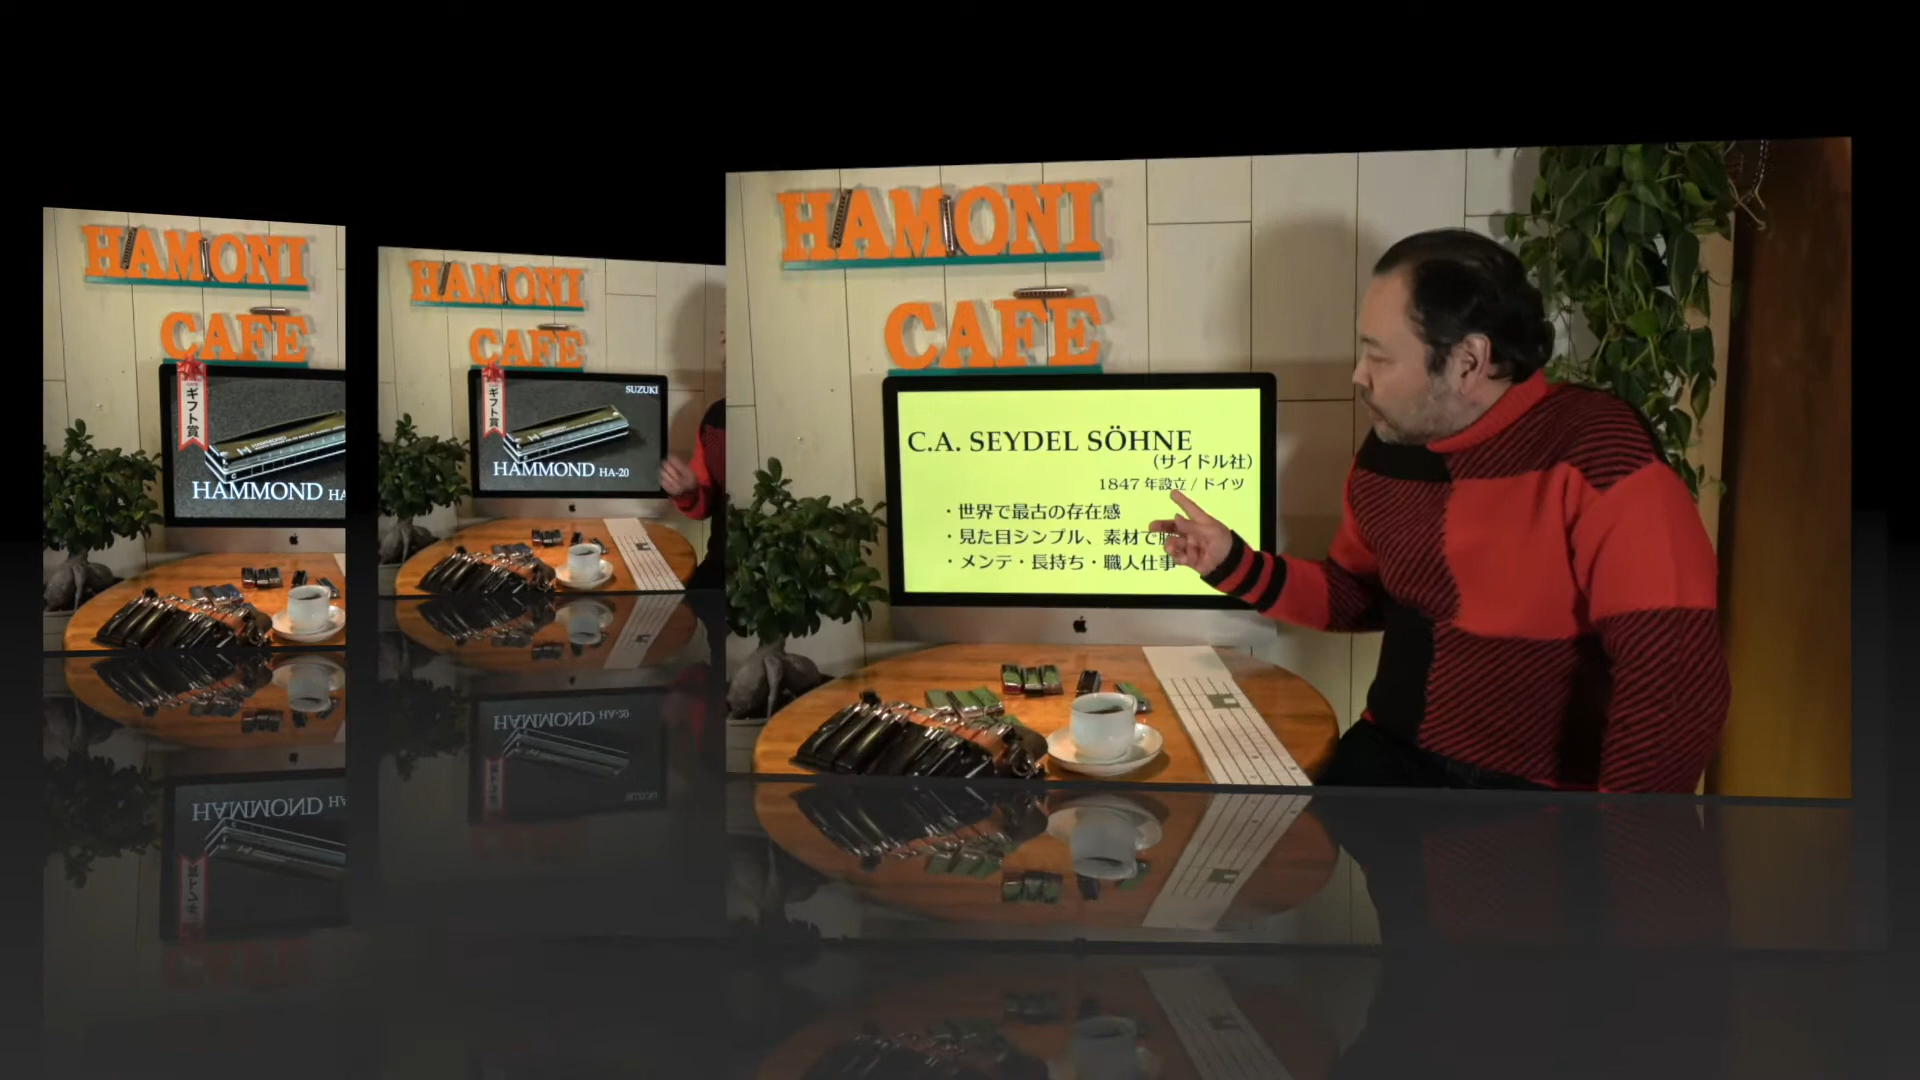 HAMONI
CAFE
ギフト賞
HAMMOND HA
HAMONI
CAFE
ギフト賞
SUZUKI
HAMMOND HA-20
HAMONI
CAFE
C.A. SEYDEL SÖHNE
（サイドル社）
1847 年設立 / ドイツ
・世界で最古の存在感
・見た目シンプル、素材で
・メンテ・長持ち・職人仕事